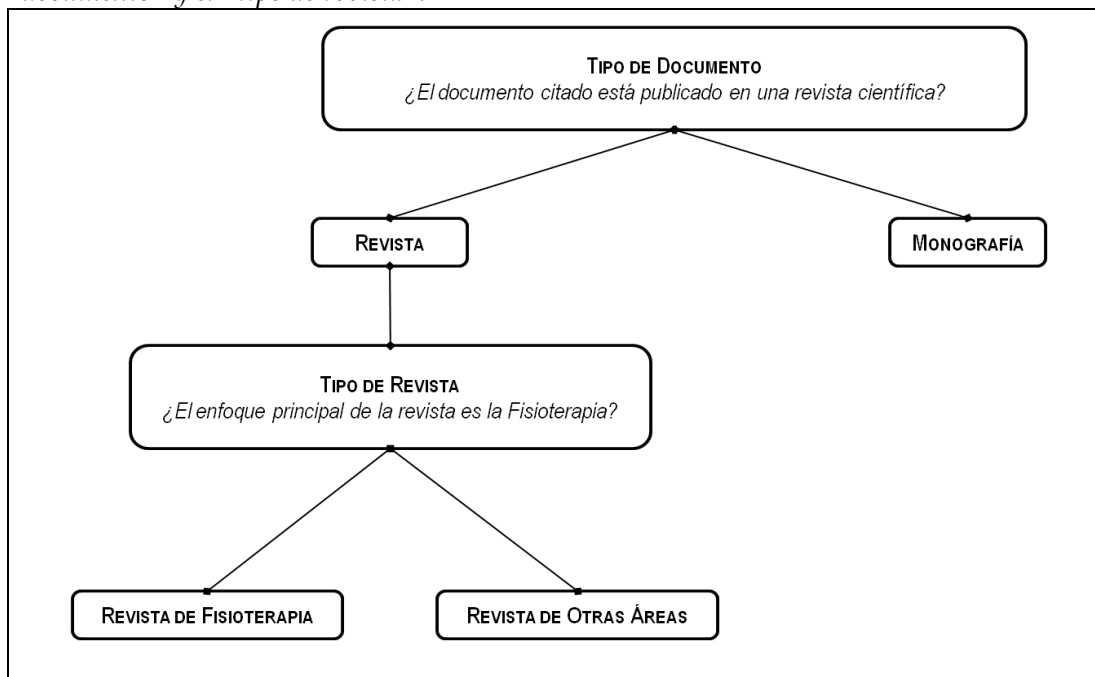 TIPO DE DOCUMENTO
¿El documento citado está publicado en una revista científica?
REVISTA
MONOGRAFÍA
TIPO DE REVISTA
¿El enfoque principal de la revista es la Fisioterapia?
REVISTA DE FISIOTERAPIA
REVISTA DE OTRAS ÁREAS